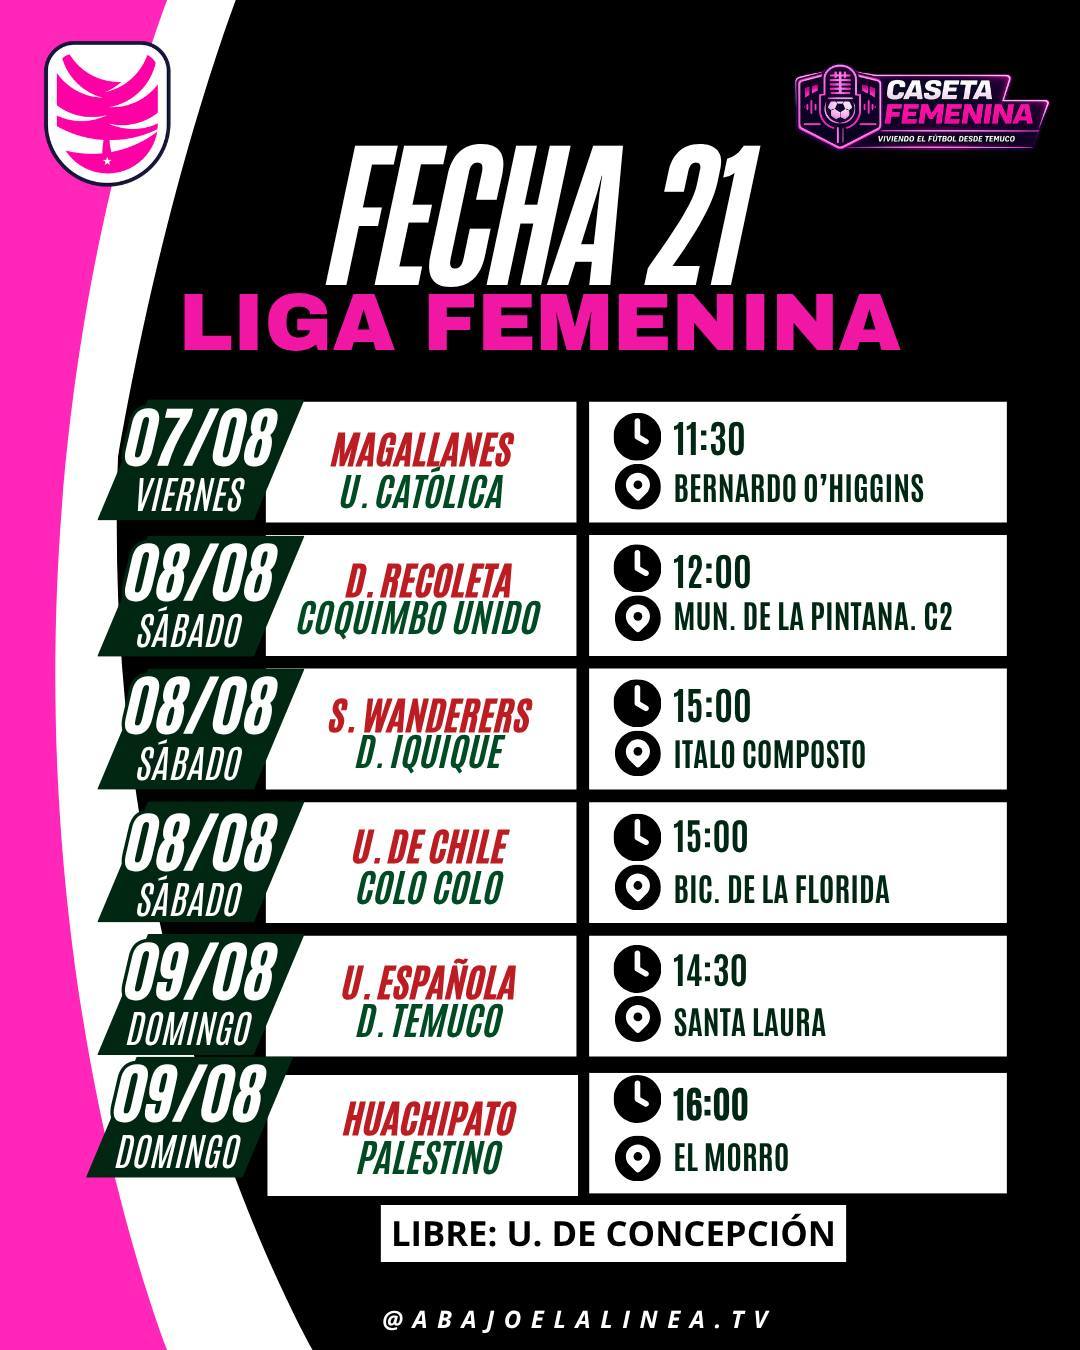 CASETA
FEMENINA
VIVIENDO EL FÚTBOL DESDE TEMUCO
FECHA 21
LIGA FEMENINA
07/08
VIERNES
MAGALLANES
U. CATÓLICA
11:30
BERNARDO O’HIGGINS
08/08
SÁBADO
D. RECOLETA
COQUIMBO UNIDO
12:00
MUN. DE LA PINTANA. C2
08/08
SÁBADO
S. WANDERERS
D. IQUIQUE
15:00
ITALO COMPOSTO
08/08
SÁBADO
U. DE CHILE
COLO COLO
15:00
BIC. DE LA FLORIDA
09/08
DOMINGO
U. ESPAÑOLA
D. TEMUCO
14:30
SANTA LAURA
09/08
DOMINGO
HUACHIPATO
PALESTINO
16:00
EL MORRO
LIBRE: U. DE CONCEPCIÓN
@ABAJOELALINEA.TV